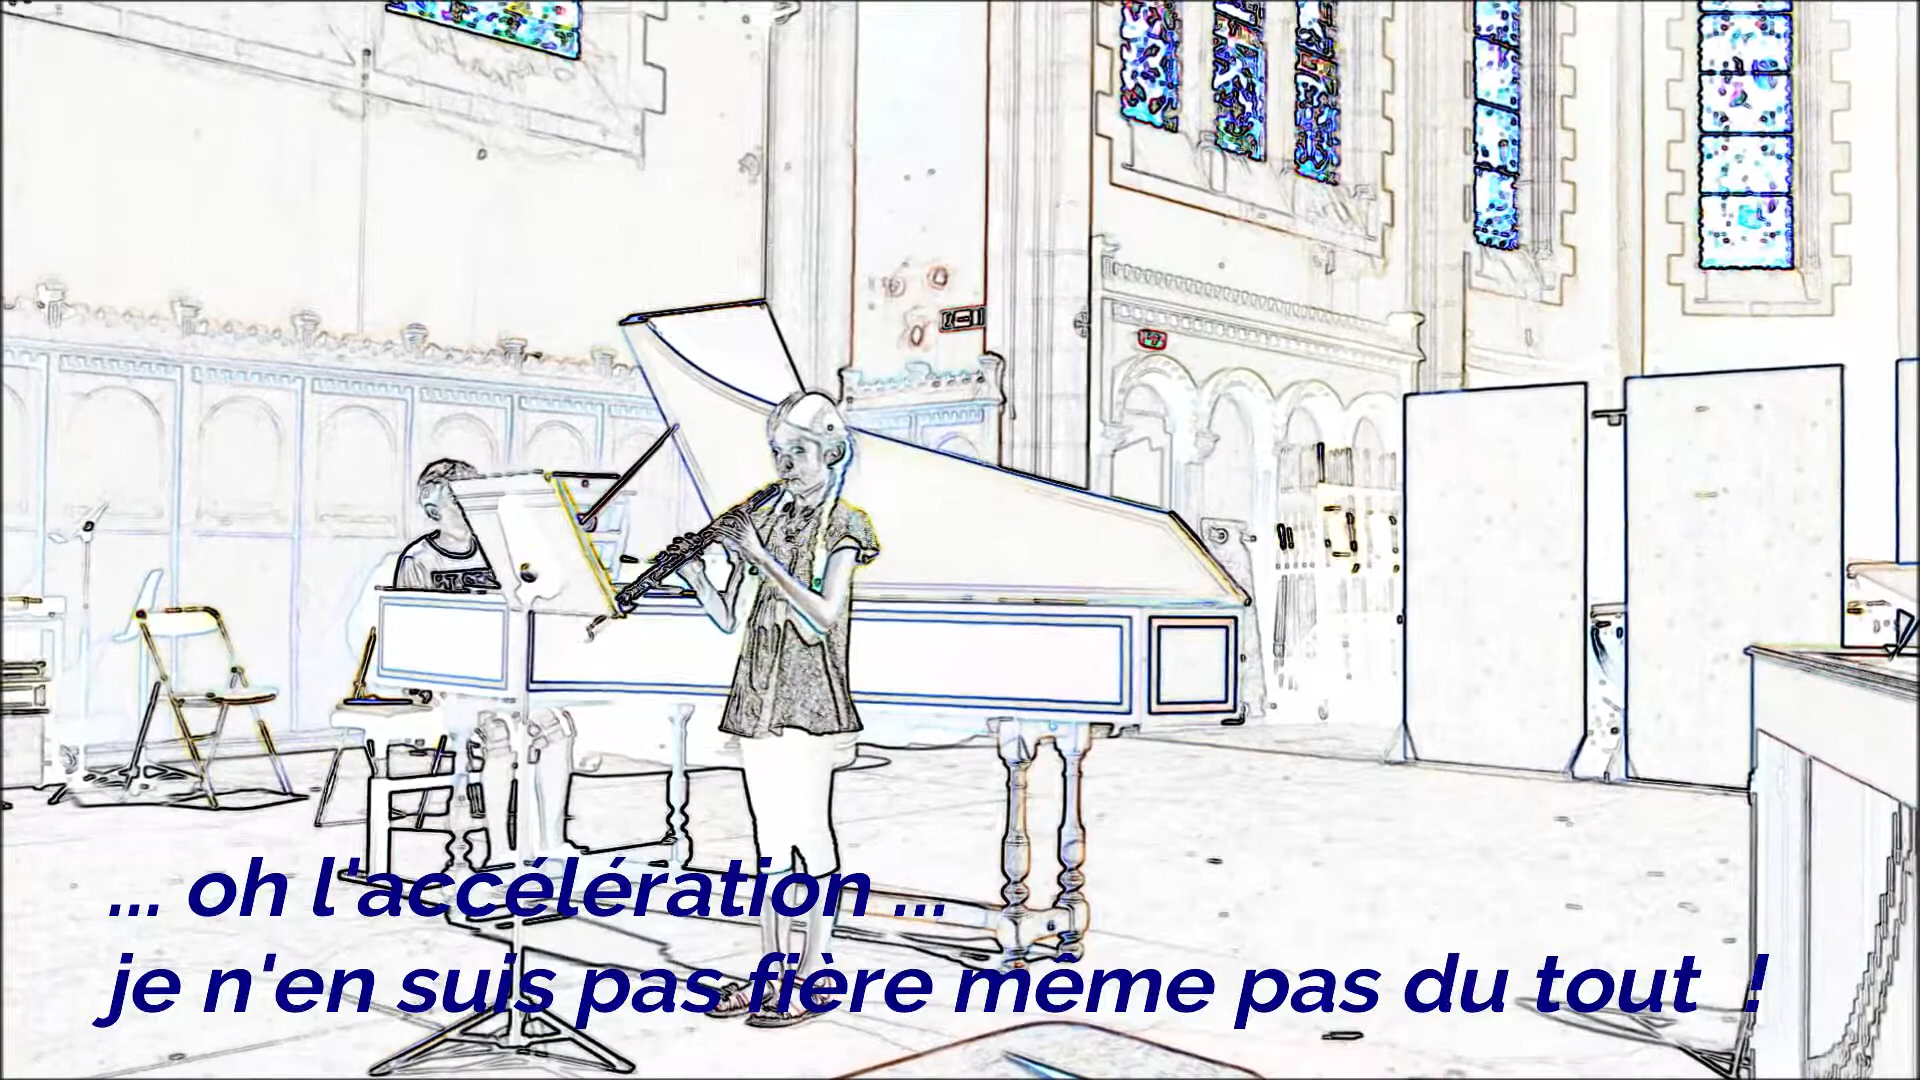 ... oh l'accélération ...
je n'en suis pas fière même pas du tout !